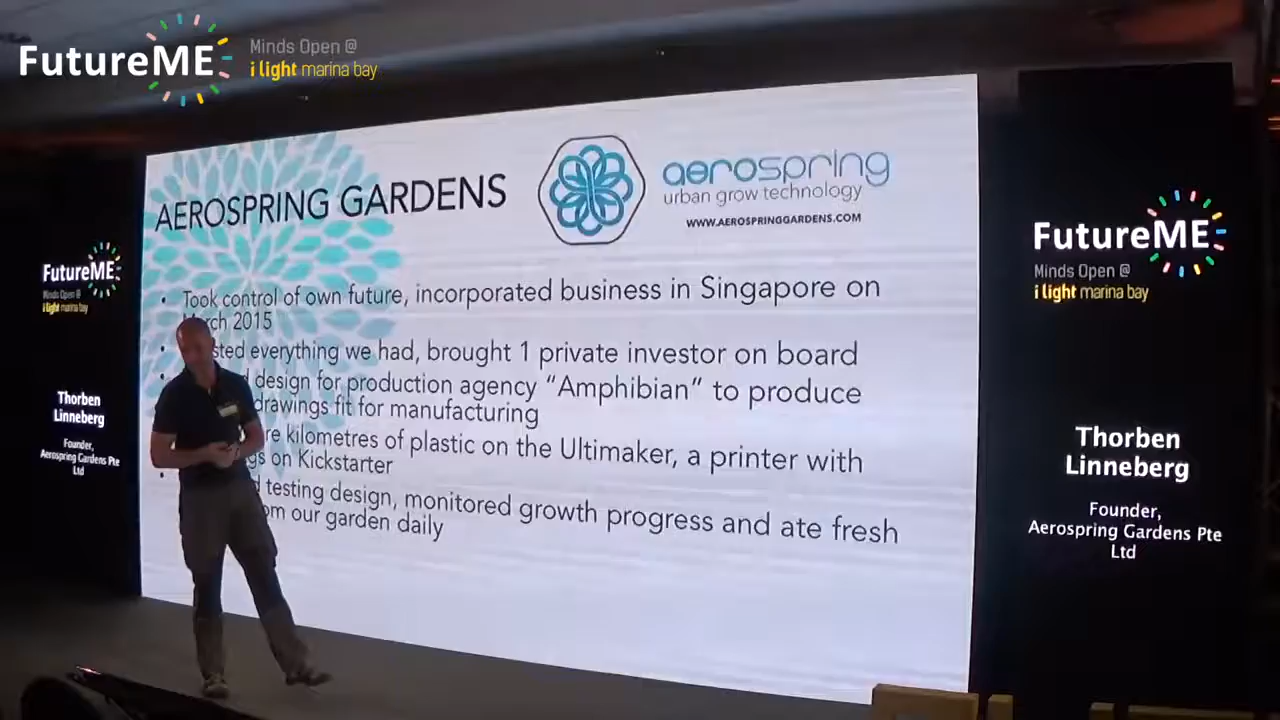 FutureME
Minds Open @
i light marina bay
AEROSPRING GARDENS
aerospring
urban grow technology
WWW.AEROSPRINGGARDENS.COM
• Took control of own future, incorporated business in Singapore on
March 2015
everything we had, brought 1 private investor on board
design for production agency “Amphibian” to produce
drawings fit for manufacturing
kilometres of plastic on the Ultimaker, a printer with
on Kickstarter
testing design, monitored growth progress and ate fresh
our garden daily
FutureME
Minds Open @
i light marina bay
Thorben
Linneberg
Founder,
Aerospring Gardens Pte
Ltd
FutureME
Minds Open @
i light marina bay
Thorben
Linneberg
Founder,
Aerospring Gardens Pte
Ltd